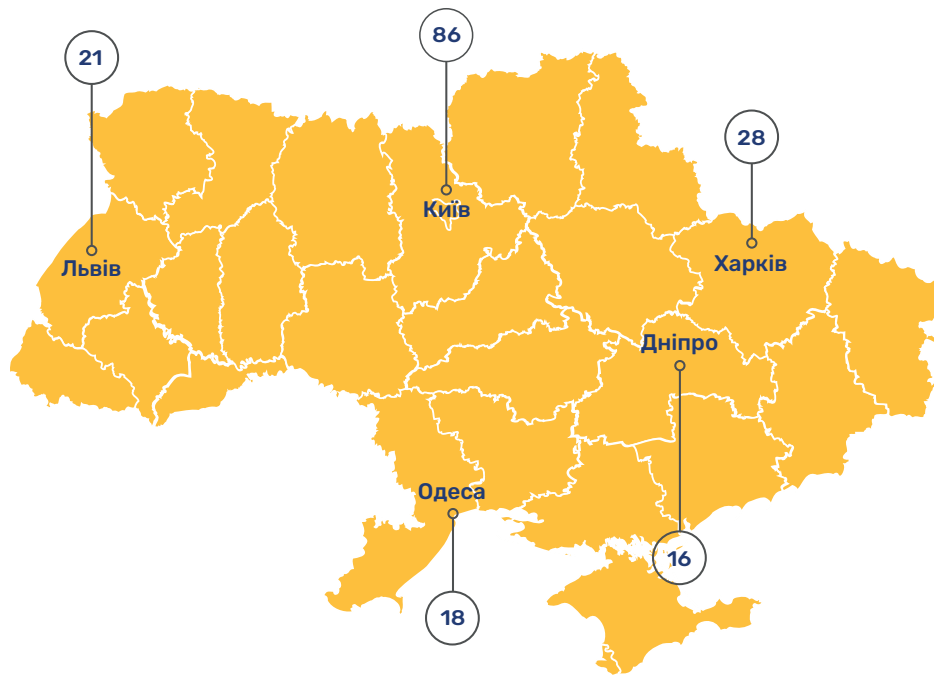 86
21
28
Київ
Львів
Харків
Дніпро
Одеса
16
18